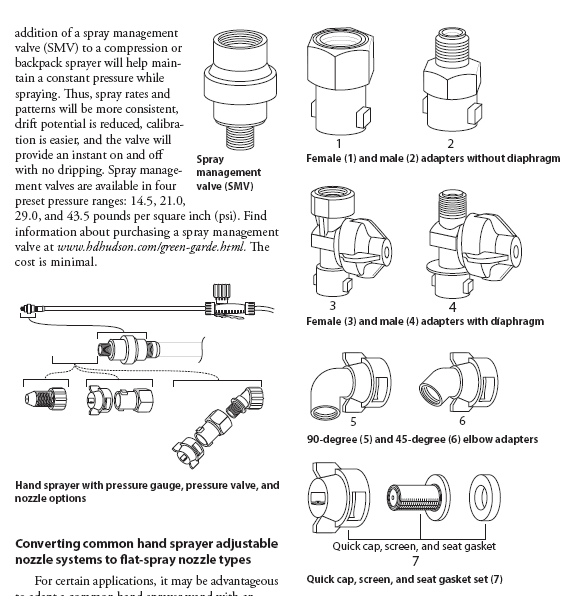 addition of a spray management
valve (SMV) to a compression or
backpack sprayer will help main-
tain a constant pressure while
spraying. Thus, spray rates and
patterns will be more consistent,
drift potential is reduced, calibra-
tion is easier, and the valve will
provide an instant on and off
with no dripping. Spray manage-
ment valves are available in four
preset pressure ranges: 14.5, 21.0,
29.0, and 43.5 pounds per square inch (psi). Find
information about purchasing a spray management
valve at www.hdhudson.com/green-garde.html. The
cost is minimal.
Spray
management
valve (SMV)
Hand sprayer with pressure gauge, pressure valve, and
nozzle options
Converting common hand sprayer adjustable
nozzle systems to flat-spray nozzle types
For certain applications, it may be advantageous
1
2
Female (1) and male (2) adapters without diaphragm
3
4
Female (3) and male (4) adapters with diaphragm
5
6
90-degree (5) and 45-degree (6) elbow adapters
Quick cap, screen, and seat gasket
7
Quick cap, screen, and seat gasket set (7)